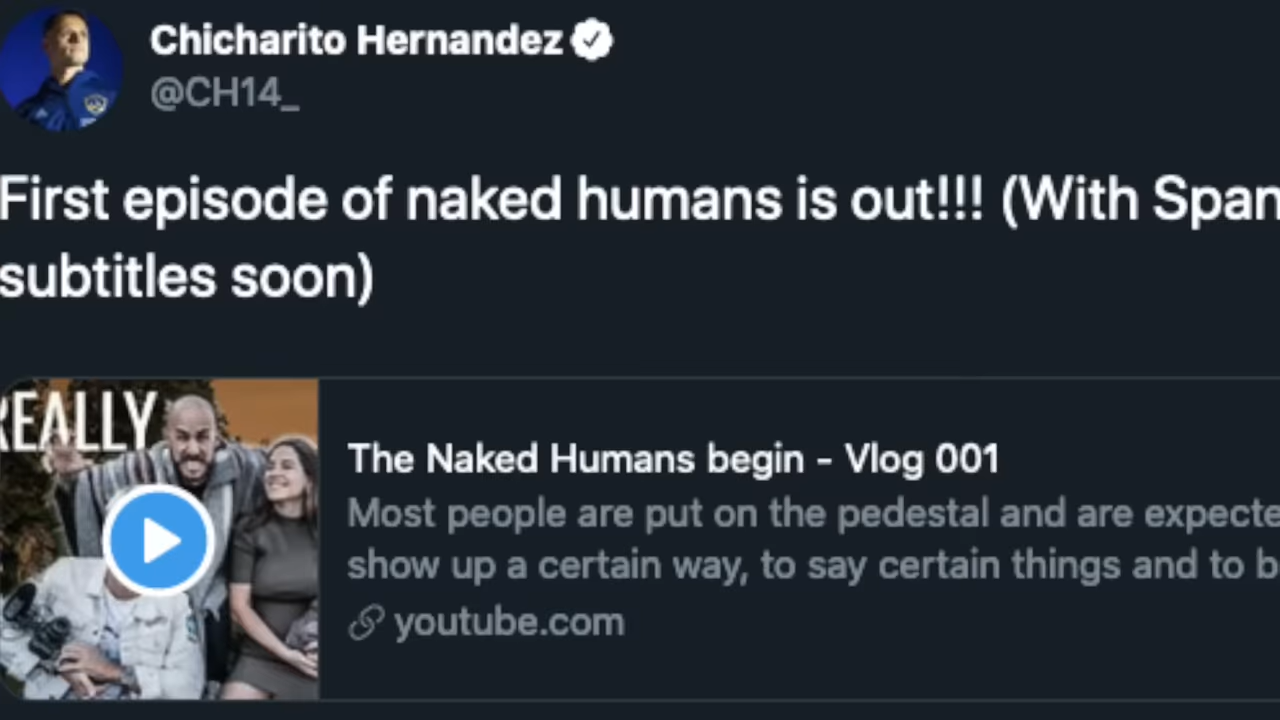 Chicharito Hernandez
@CH14_
First episode of naked humans is out!!! (With Span
subtitles soon)
REALLY
The Naked Humans begin - Vlog 001
Most people are put on the pedestal and are expecte
show up a certain way, to say certain things and to b
youtube.com